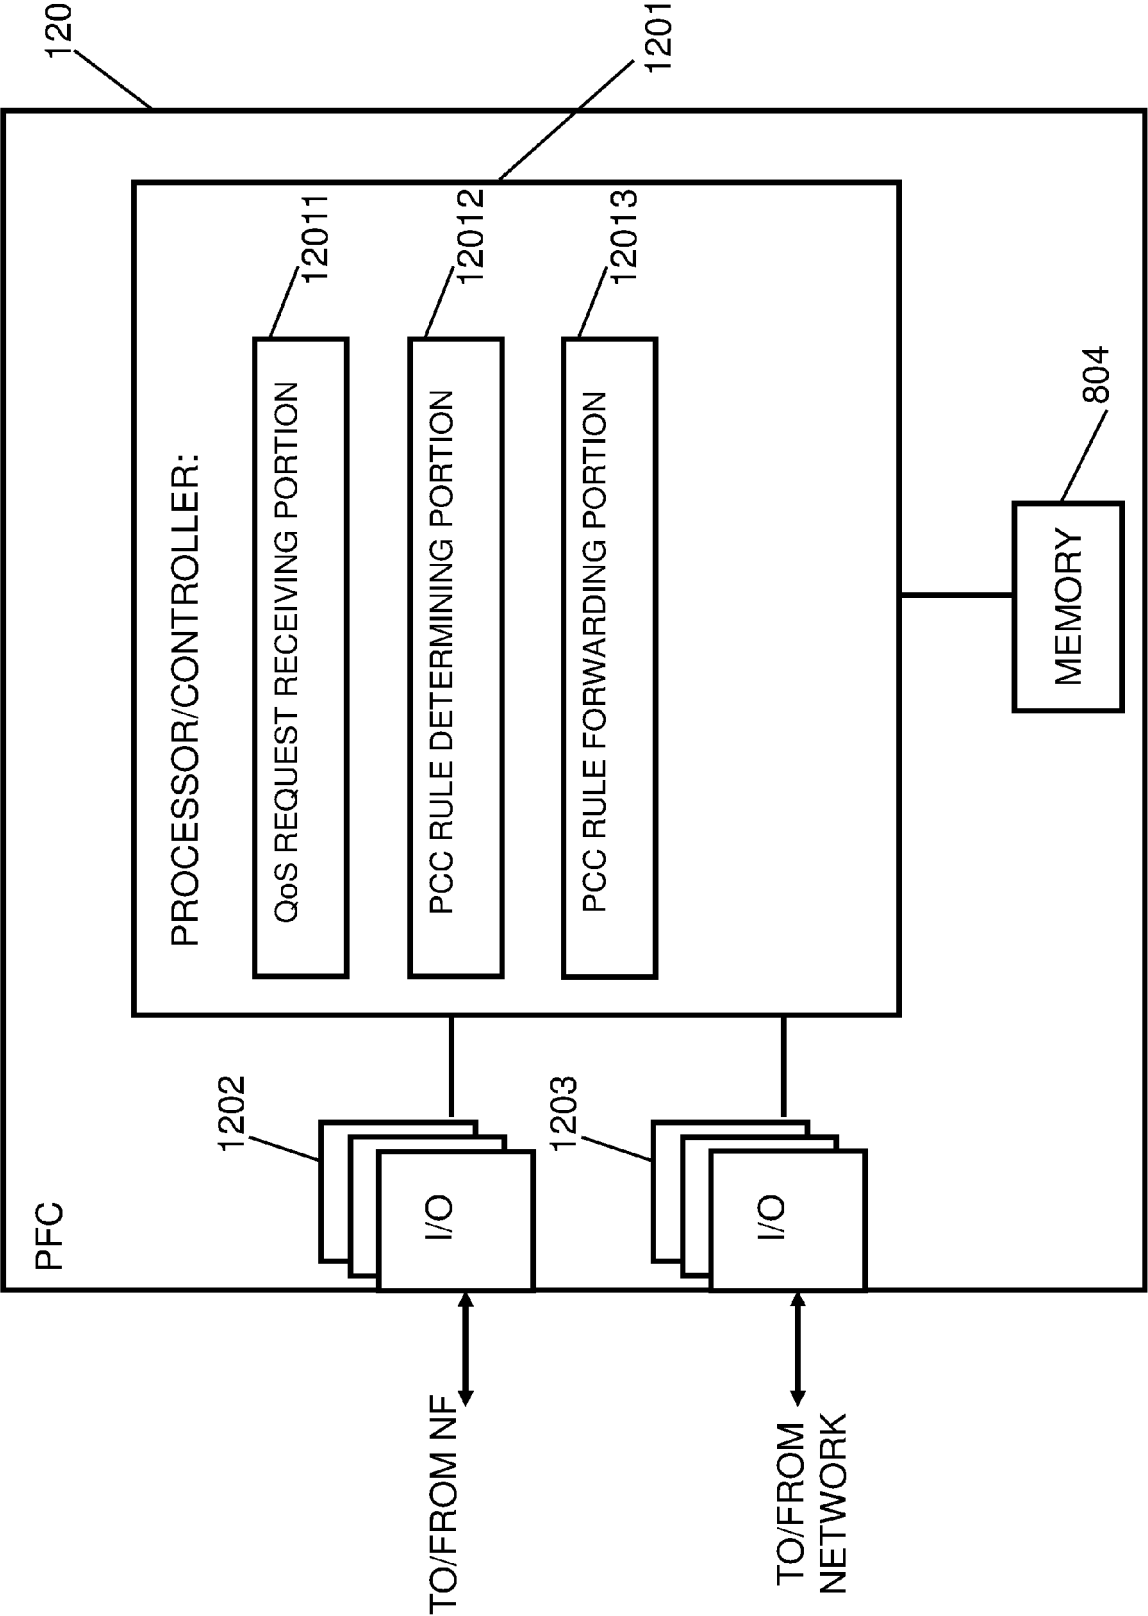 120
PFC
1201
PROCESSOR/CONTROLLER:
12011
QoS REQUEST RECEIVING PORTION
12012
PCC RULE DETERMINING PORTION
12013
PCC RULE FORWARDING PORTION
1202
I/O
TO/FROM NF
1203
I/O
TO/FROM
NETWORK
804
MEMORY